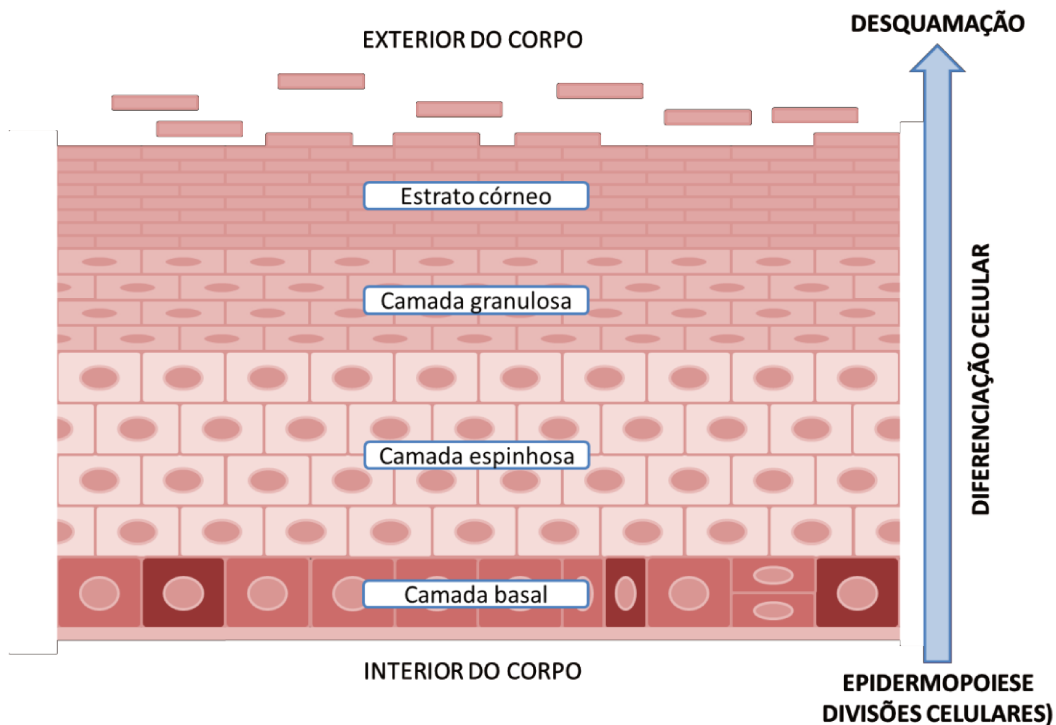 DESQUAMAÇÃO
EXTERIOR DO CORPO
Estrato córneo
Camada granulosa
Camada espinhosa
Camada basal
DIFERENCIAÇÃO CELULAR
INTERIOR DO CORPO
EPIDERMOPOIESE
DIVISÕES CELULARES)